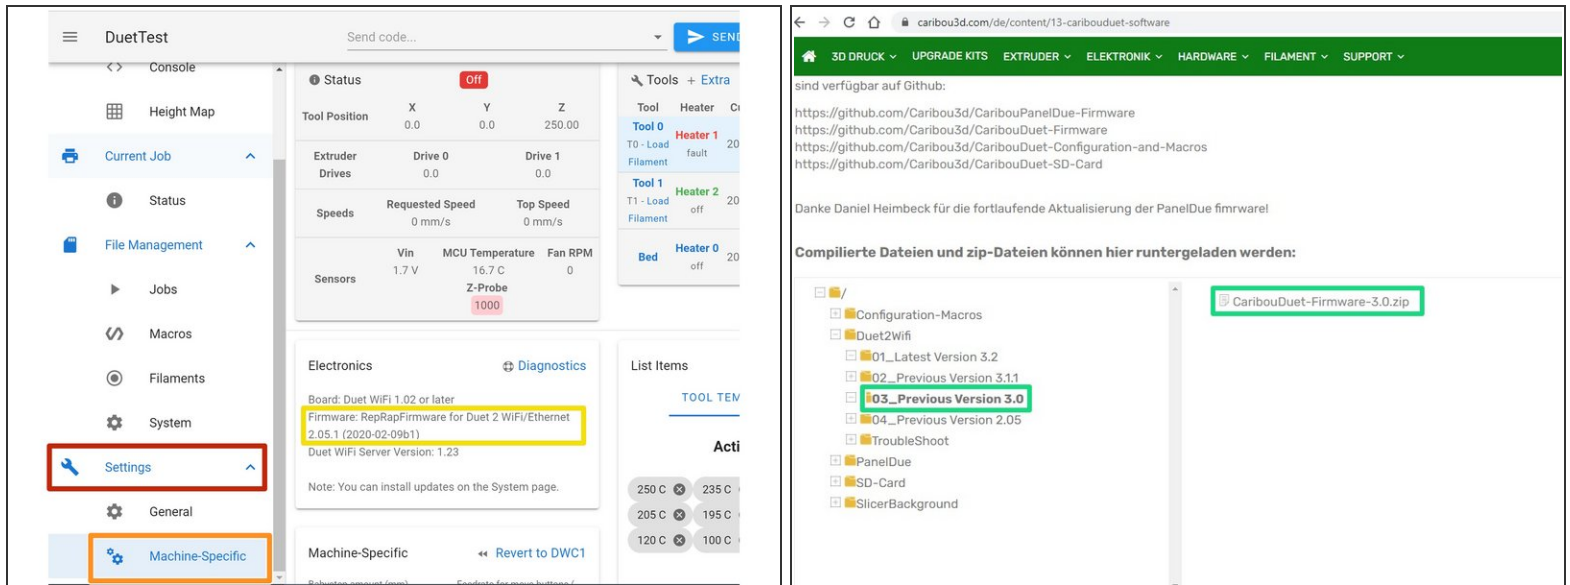 DuetTest
Send code...
SEND
Console
Height Map
Current Job
Status
File Management
Jobs
Macros
Filaments
System
Settings
General
Machine-Specific
Status Off
Tool Position X Y Z
0.0 0.0 250.00
Extruder Drives Drive 0 Drive 1
0.0 0.0
Speeds Requested Speed Top Speed
0 mm/s 0 mm/s
Sensors Vin MCU Temperature Fan RPM
1.7 V 16.7 C 0
Z-Probe
1000
Tools + Extra
Tool Heater
Tool 0 Heater 1
T0 - Load Filament fault 20
Tool 1 Heater 2
T1 - Load Filament off 20
Bed Heater 0 20
off
Electronics Diagnostics
Board: Duet WiFi 1.02 or later
Firmware: RepRapFirmware for Duet 2 WiFi/Ethernet
2.05.1 (2020-02-09b1)
Duet WiFi Server Version: 1.23
Note: You can install updates on the System page.
List Items
TOOL TEM
Acti
250 C 235 C
205 C 195 C
120 C 100 C
Machine-Specific Revert to DWC1
caribou3d.com/de/content/13-caribouduet-software
3D DRUCK UPGRADE KITS EXTRUDER ELEKTRONIK HARDWARE FILAMENT SUPPORT
sind verfügbar auf Github:
https://github.com/Caribou3d/CaribouPanelDue-Firmware
https://github.com/Caribou3d/CaribouDuet-Firmware
https://github.com/Caribou3d/CaribouDuet-Configuration-and-Macros
https://github.com/Caribou3d/CaribouDuet-SD-Card
Danke Daniel Heimbeck für die fortlaufende Aktualisierung der PanelDue fimrware!
Compilierte Dateien und zip-Dateien können hier runtergeladen werden:
/
Configuration-Macros
Duet2Wifi
01_Latest Version 3.2
02_Previous Version 3.1.1
03_Previous Version 3.0
04_Previous Version 2.05
TroubleShoot
PanelDue
SD-Card
SlicerBackground
CaribouDuet-Firmware-3.0.zip